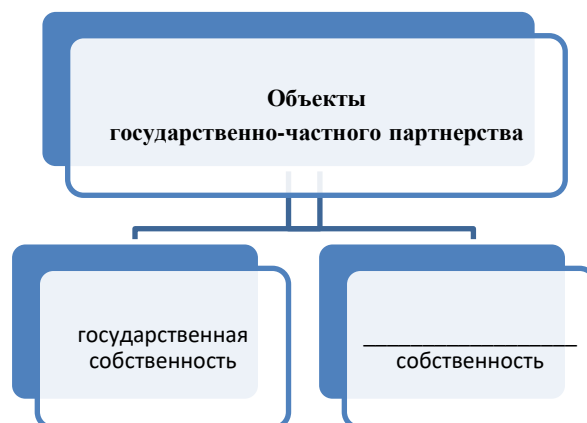 Объекты
государственно-частного партнерства
государственная
собственность
__________________
собственность